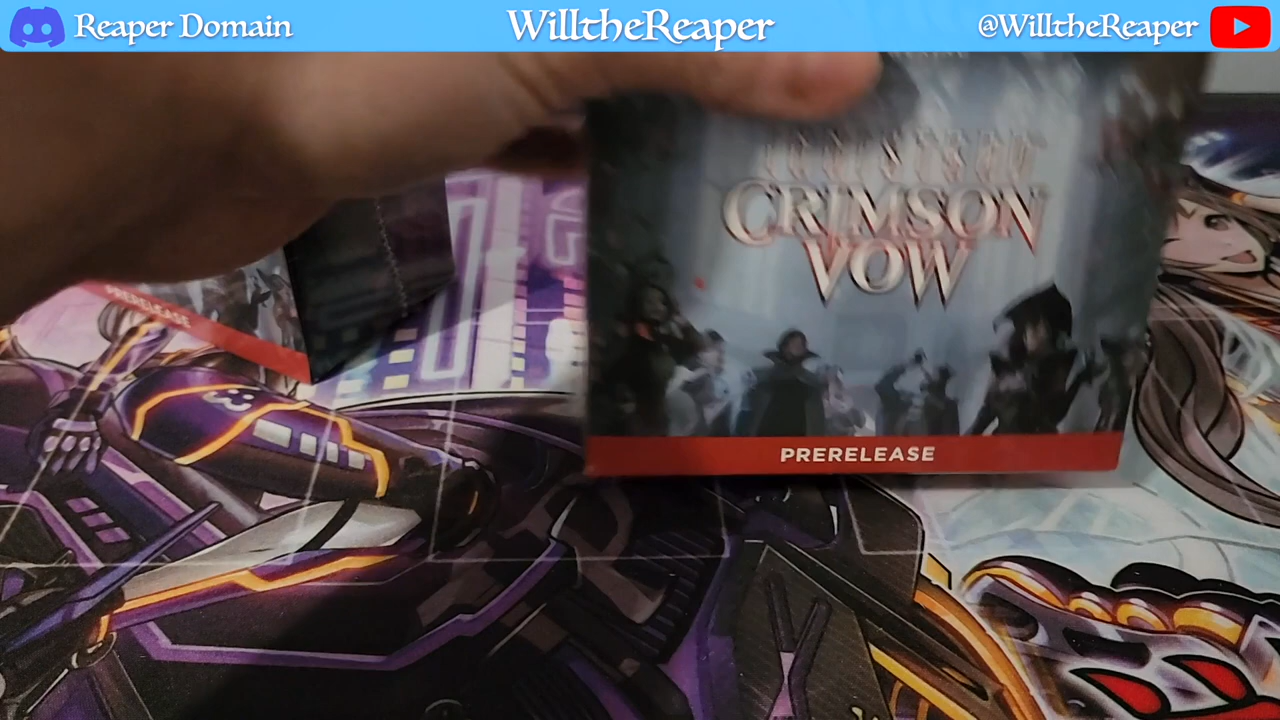 Reaper Domain
WilltheReaper
@WilltheReaper
CRIMSON
VOW
PRERELEASE
PRERELEASE